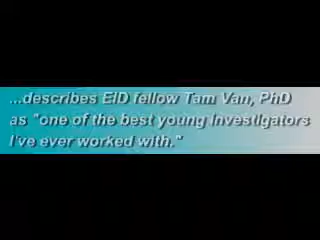 ...describes EID fellow Tam Van, PhD
as "one of the best young investigators
I've ever worked with."